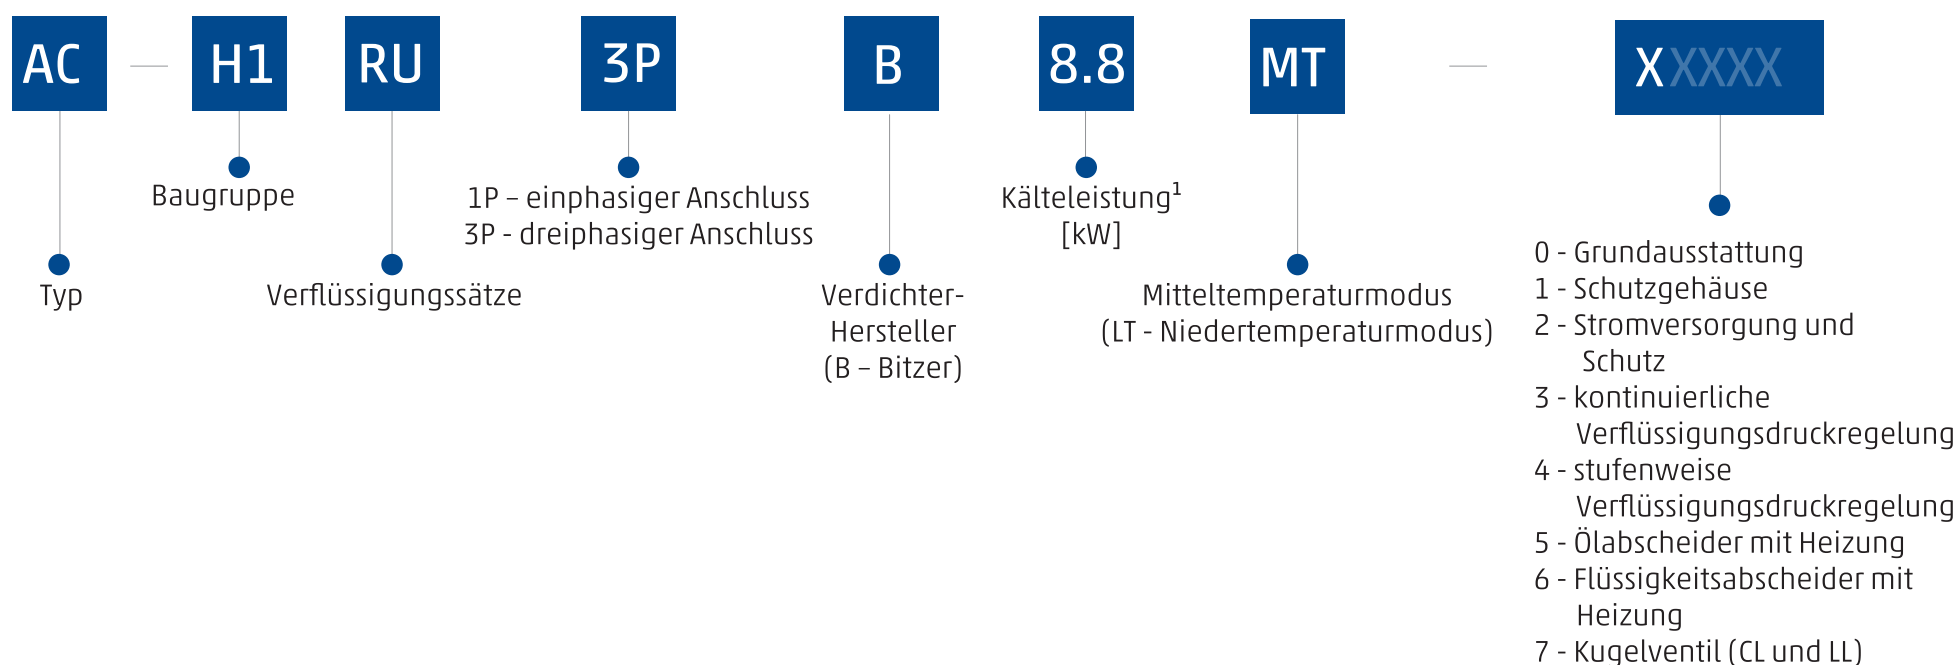 AC — H1 RU 3P B 8.8 MT — XXXXX
Baugruppe
1P – einphasiger Anschluss
3P - dreiphasiger Anschluss
Kälteleistung¹
[kW]
Typ
Verflüssigungssätze
Verdichter-
Hersteller
(B – Bitzer)
Mitteltemperaturmodus
(LT - Niedertemperaturmodus)
0 - Grundausstattung
1 - Schutzgehäuse
2 - Stromversorgung und
Schutz
3 - kontinuierliche
Verflüssigungsdruckregelung
4 - stufenweise
Verflüssigungsdruckregelung
5 - Ölabscheider mit Heizung
6 - Flüssigkeitsabscheider mit
Heizung
7 - Kugelventil (CL und LL)